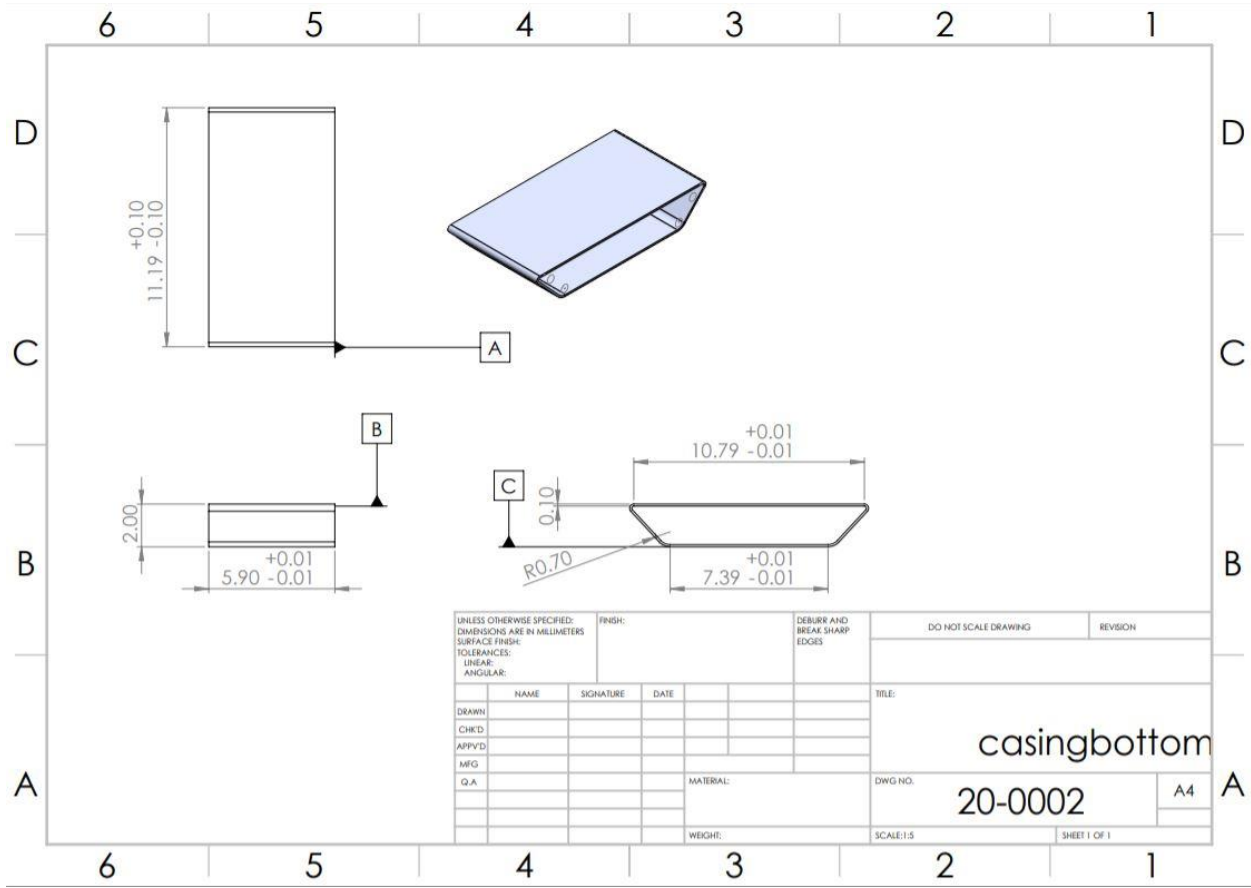 6 5 4 3 2 1
D D
+0.10
11.19 -0.10
C C
A
B
+0.01
10.79 -0.01
C
0.10
2.00
B B
R0.70
+0.01
5.90 -0.01
+0.01
7.39 -0.01
UNLESS OTHERWISE SPECIFIED:
DIMENSIONS ARE IN MILLIMETERS
SURFACE FINISH:
TOLERANCES:
LINEAR:
ANGULAR:
FINISH:
DEBURR AND
BREAK SHARP
EDGES
DO NOT SCALE DRAWING
REVISION
NAME SIGNATURE DATE
DRAWN
CHK'D
APPV'D
MFG
Q.A
MATERIAL:
WEIGHT:
TITLE:
casingbottom
A A
DWG NO.
20-0002
A4
SCALE:1:5
SHEET 1 OF 1
6 5 4 3 2 1